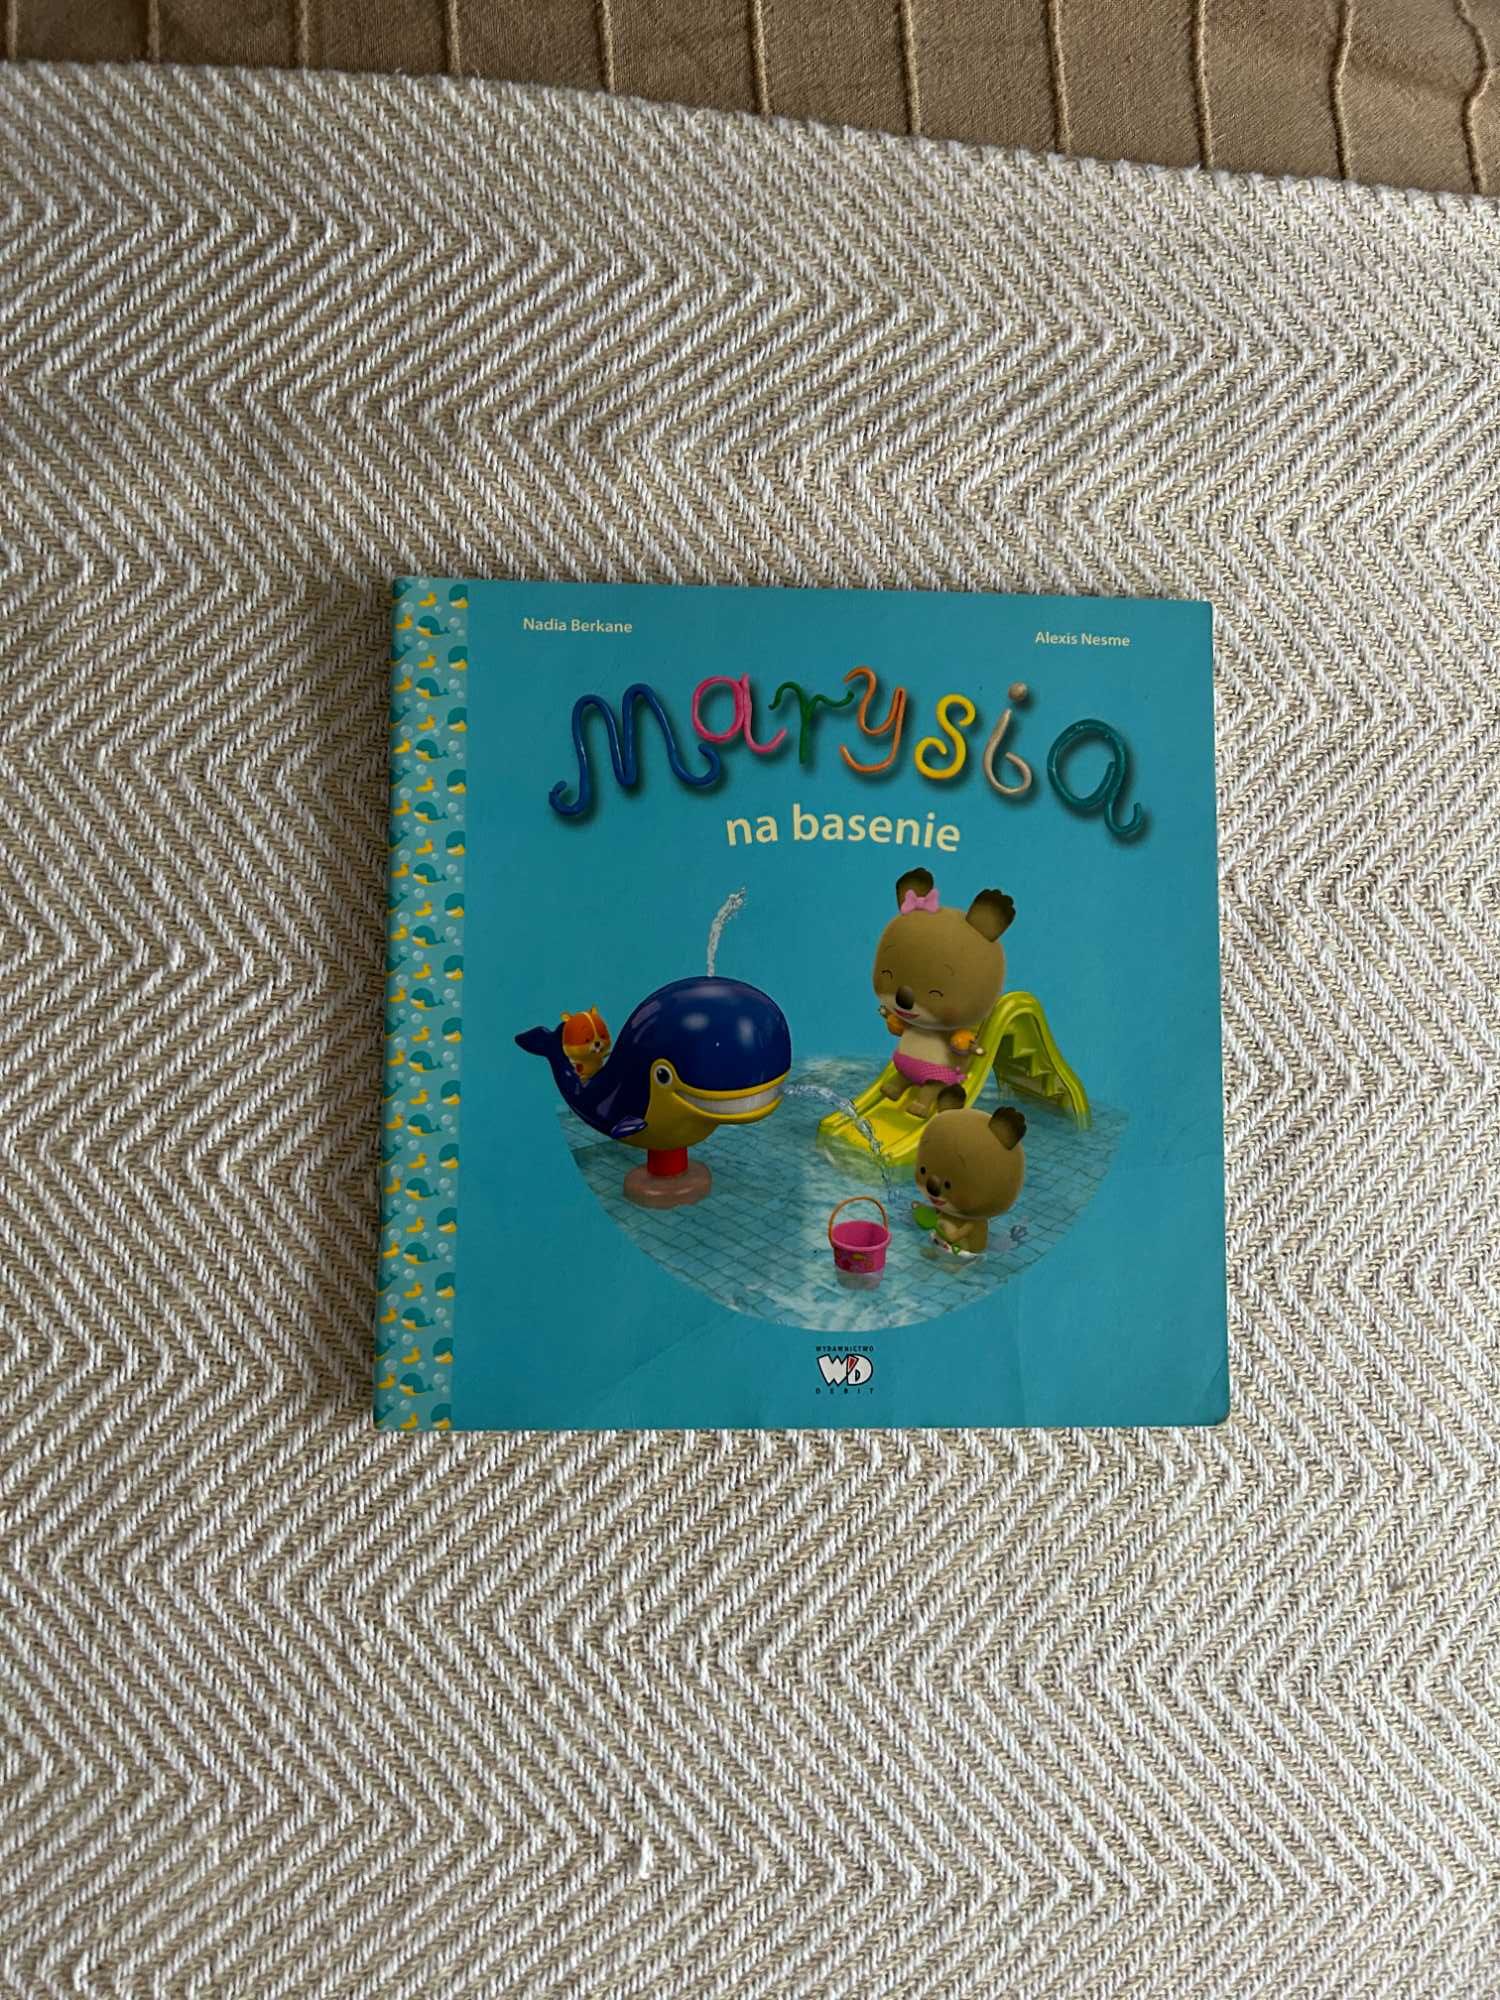 Nadia Berkane
Alexis Nesme
Marysia
na basenie
WYDAWNICTWO
WD
DEBIT